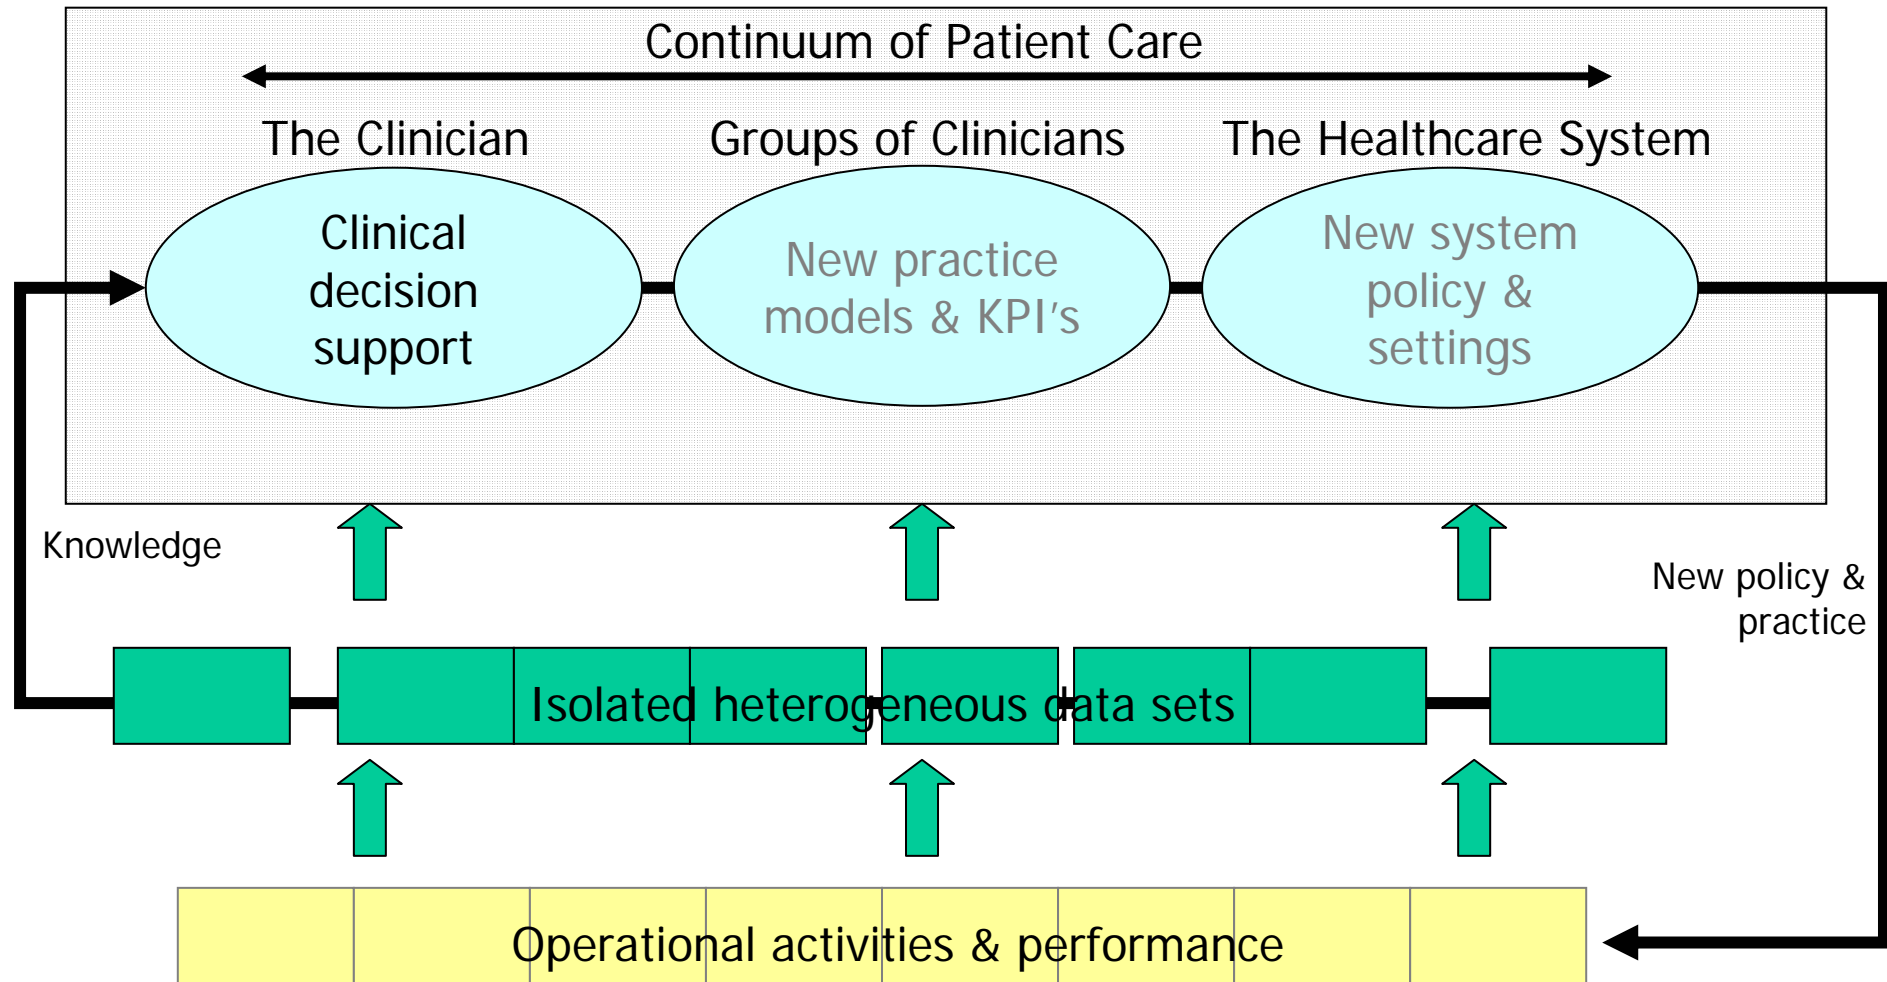 Continuum of Patient Care
The Clinician
Groups of Clinicians
The Healthcare System
Clinical
decision
support
New practice
models & KPI's
New system
policy &
settings
Knowledge
New policy &
practice
Isolated heterogeneous data sets
Operational activities & performance